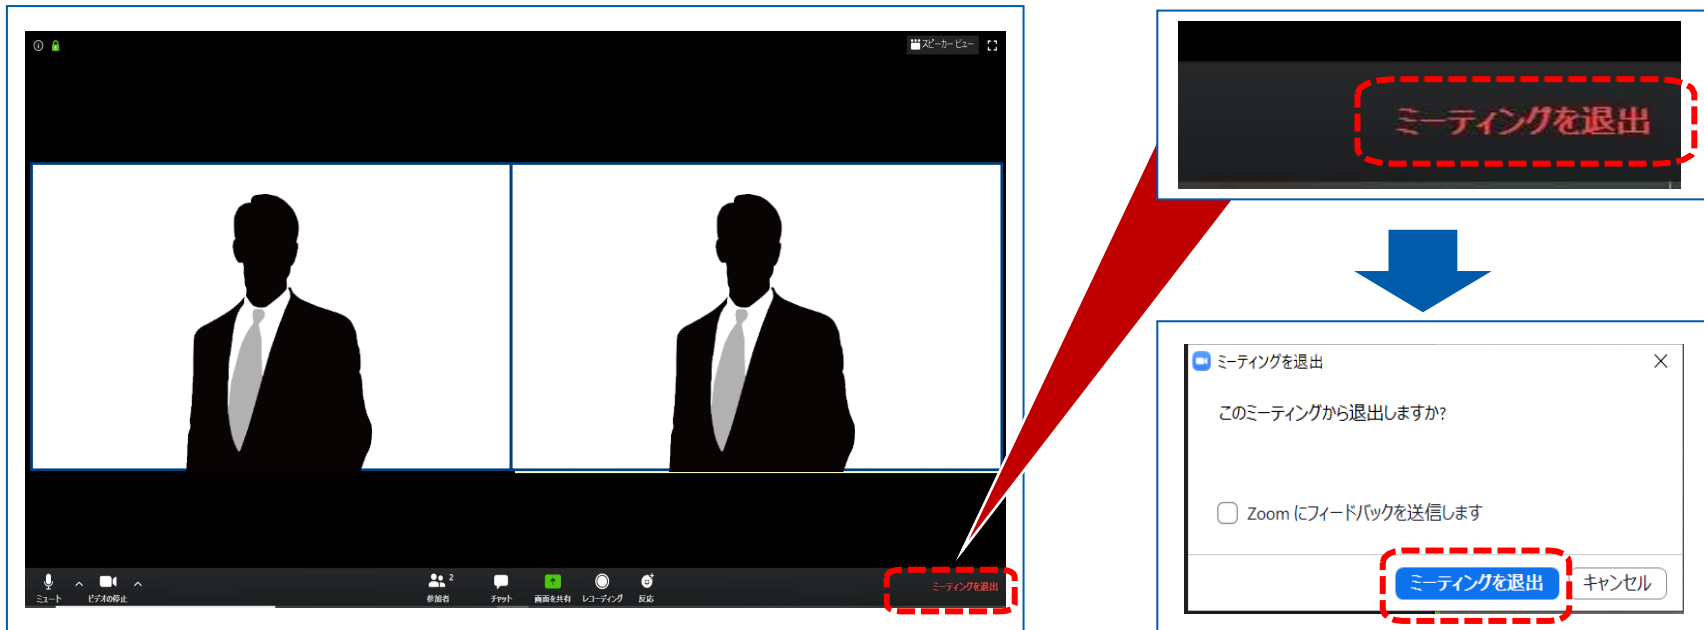 スピーカー ビュー
ミュート
ビデオの停止
参加者
2
チャット
画面を共有
レコーディング
反応
ミーティングを退出
ミーティングを退出
ミーティングを退出
このミーティングから退出しますか?
Zoom にフィードバックを送信します
ミーティングを退出
キャンセル